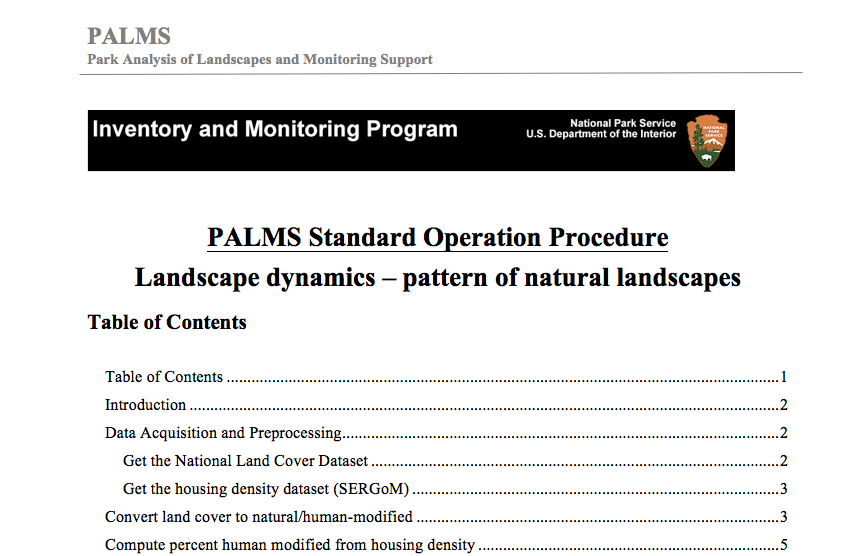 PALMS
Park Analysis of Landscapes and Monitoring Support
Inventory and Monitoring Program
National Park Service
U.S. Department of the Interior
NATIONAL
PARK
SERVICE
PALMS Standard Operation Procedure
Landscape dynamics – pattern of natural landscapes
Table of Contents
Table of Contents ........................................................................................................................................1
Introduction .................................................................................................................................................2
Data Acquisition and Preprocessing...........................................................................................................2
Get the National Land Cover Dataset ....................................................................................................2
Get the housing density dataset (SERGoM) ..........................................................................................3
Convert land cover to natural/human-modified .........................................................................................3
Compute percent human modified from housing density ..........................................................................5